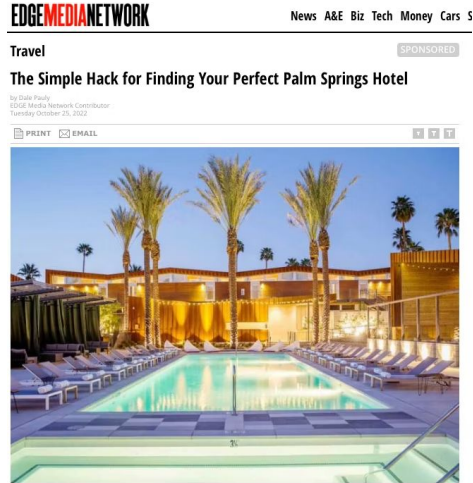 EDGEMEDIANETWORK
News A&E Biz Tech Money Cars S
Travel
SPONSORED
The Simple Hack for Finding Your Perfect Palm Springs Hotel
by Dale Pauly
EDGE Media Network Contributor
Tuesday October 25, 2022
PRINT EMAIL
T T T